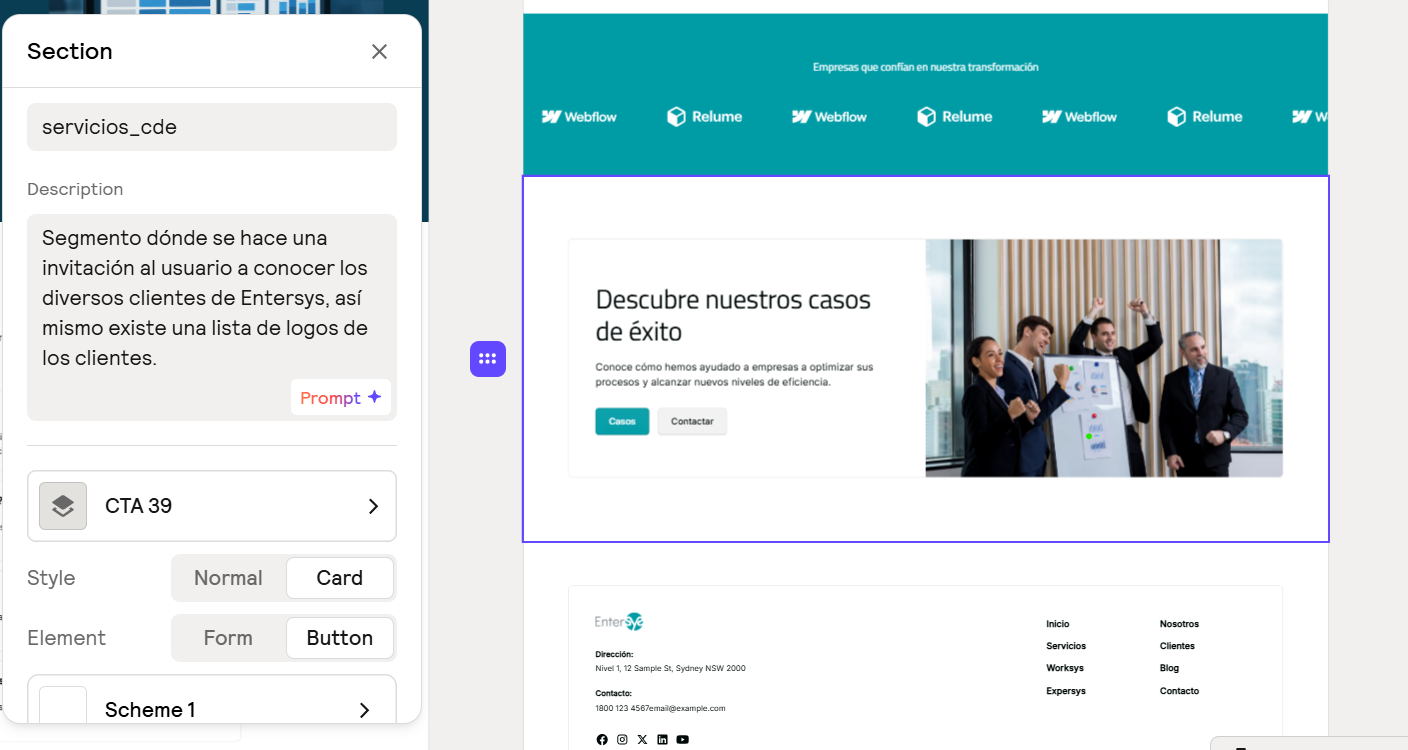 Section
servicios_cde
Description
Segmento dónde se hace una
invitación al usuario a conocer los
diversos clientes de Entersys, así
mismo existe una lista de logos de
los clientes.
Prompt
CTA 39
Style
Normal
Card
Element
Form
Button
Scheme 1
Empresas que confían en nuestra transformación
Webflow Relume Webflow Relume Webflow Relume W
Descubre nuestros casos
de éxito
Conoce cómo hemos ayudado a empresas a optimizar sus
procesos y alcanzar nuevos niveles de eficiencia.
Casos
Contactar
Entersys
Dirección:
Nivel 1, 12 Sample St, Sydney NSW 2000
Contacto:
1800 123 4567email@example.com
Inicio
Servicios
Worksys
Expersys
Nosotros
Clientes
Blog
Contacto